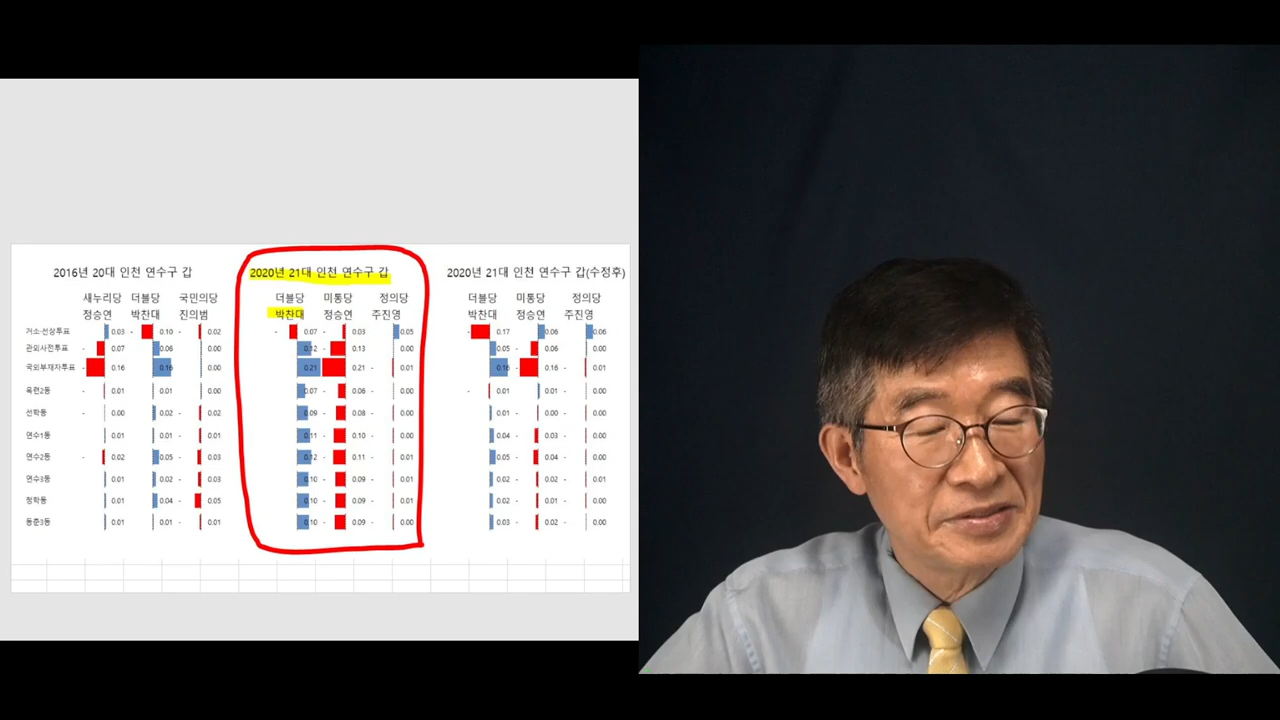 2016년 20대 인천 연수구 갑 2020년 21대 인천 연수구 갑 2020년 21대 인천 연수구 갑(수정후)
새누리당 더블당 국민의당 더블당 미통당 정의당 더블당 미통당 정의당
정승연 박찬대 진의범 박찬대 정승연 주진영 박찬대 정승연 주진영
거소·선상투표 0.03 - 0.10 - 0.02 - 0.07 - 0.03 0.05 - 0.17 0.06 0.06
관외사전투표 - 0.07 0.06 0.00 0.12 - 0.13 0.00 0.05 - 0.06 0.00
국외부재자투표 - 0.16 0.16 0.00 0.21 - 0.21 - 0.01 0.16 - 0.16 - 0.01
옥련2동 - 0.01 0.01 - 0.00 0.07 - 0.06 - 0.00 - 0.01 0.01 - 0.00
선학동 - 0.00 0.02 - 0.02 0.09 - 0.08 - 0.00 0.01 - 0.00 - 0.00
연수1동 0.01 0.01 - 0.01 0.11 - 0.10 - 0.00 0.04 - 0.03 - 0.00
연수2동 - 0.02 0.05 - 0.03 0.12 - 0.11 - 0.01 0.05 - 0.04 - 0.00
연수3동 0.01 0.02 - 0.03 0.10 - 0.09 - 0.01 0.02 - 0.02 - 0.00
청학동 0.01 0.04 - 0.05 0.10 - 0.09 - 0.01 0.02 - 0.01 - 0.00
동춘3동 0.01 0.01 - 0.01 0.10 - 0.09 - 0.00 0.03 - 0.02 - 0.00